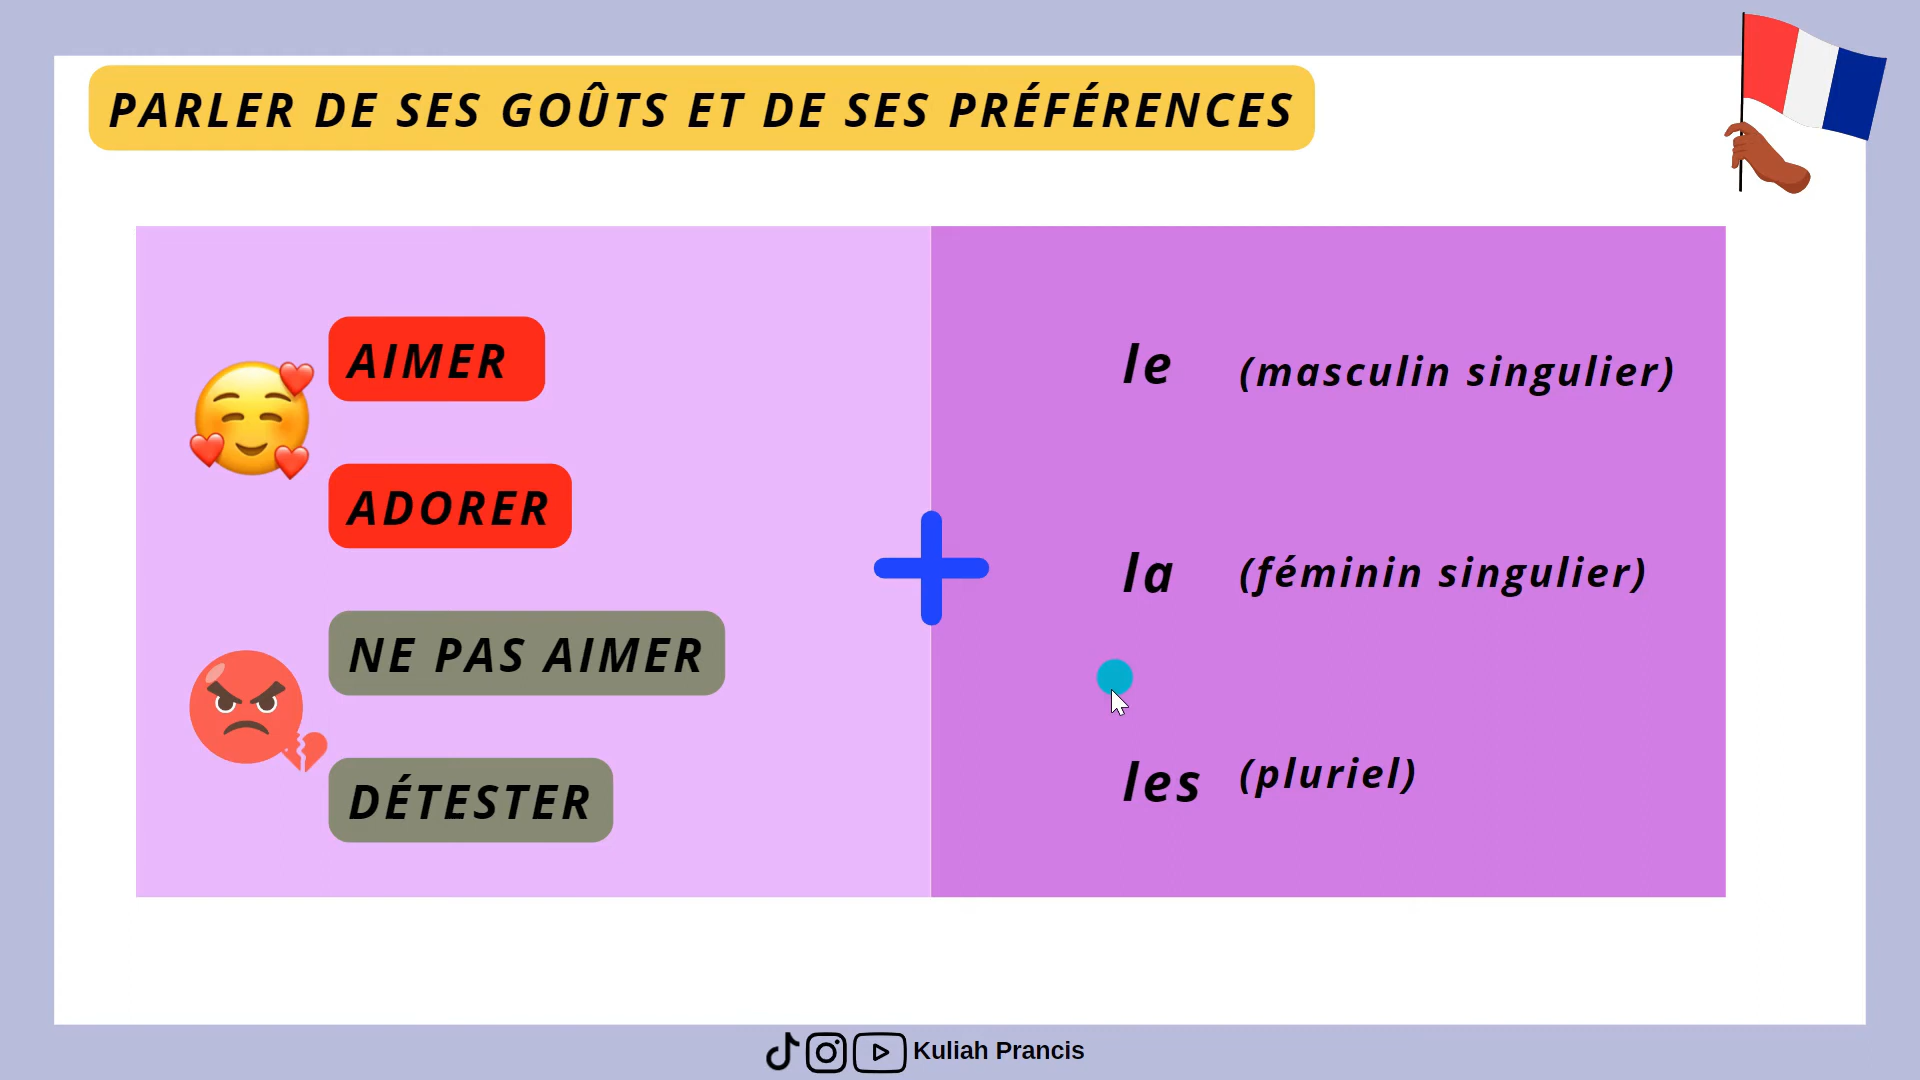 PARLER DE SES GOÛTS ET DE SES PRÉFÉRENCES
AIMER
ADORER
NE PAS AIMER
DÉTESTER
le (masculin singulier)
la (féminin singulier)
les (pluriel)
Kuliah Prancis